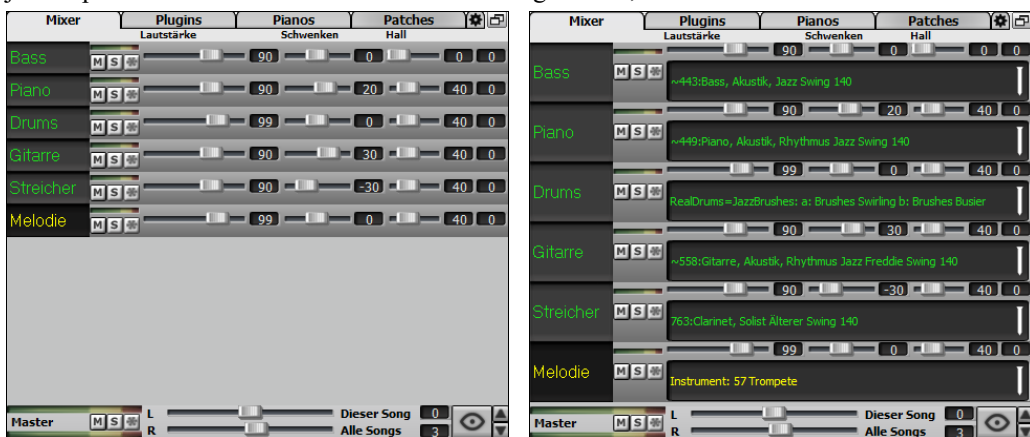 Mixer Plugins Pianos Patches
Lautstärke Schwenken Hall
Bass M S 90 0 0 0
Piano M S 90 20 40 0
Drums M S 99 0 40 0
Gitarre M S 90 30 40 0
Streicher M S 90 -30 40 0
Melodie M S 99 0 40 0
Master M S L R Dieser Song 0
Alle Songs 3
Mixer Plugins Pianos Patches
Lautstärke Schwenken Hall
90 0 0 0
Bass M S ~443:Bass, Akustik, Jazz Swing 140
90 20 40 0
Piano M S ~449:Piano, Akustik, Rhythmus Jazz Swing 140
99 0 40 0
Drums M S RealDrums=JazzBrushes: a: Brushes Swirling b: Brushes Busier
90 30 40 0
Gitarre M S ~558:Gitarre, Akustik, Rhythmus Jazz Freddie Swing 140
90 -30 40 0
Streicher M S 763:Clarinet, Solist Älterer Swing 140
99 0 40 0
Melodie M S Instrument: 57 Trompete
Master M S L R Dieser Song 0
Alle Songs 3